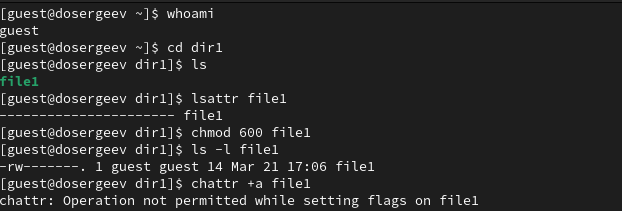 [guest@dosergeev ~]$ whoami
guest
[guest@dosergeev ~]$ cd dir1
[guest@dosergeev dir1]$ ls
file1
[guest@dosergeev dir1]$ lsattr file1
---------------------- file1
[guest@dosergeev dir1]$ chmod 600 file1
[guest@dosergeev dir1]$ ls -l file1
-rw-------. 1 guest guest 14 Mar 21 17:06 file1
[guest@dosergeev dir1]$ chattr +a file1
chattr: Operation not permitted while setting flags on file1